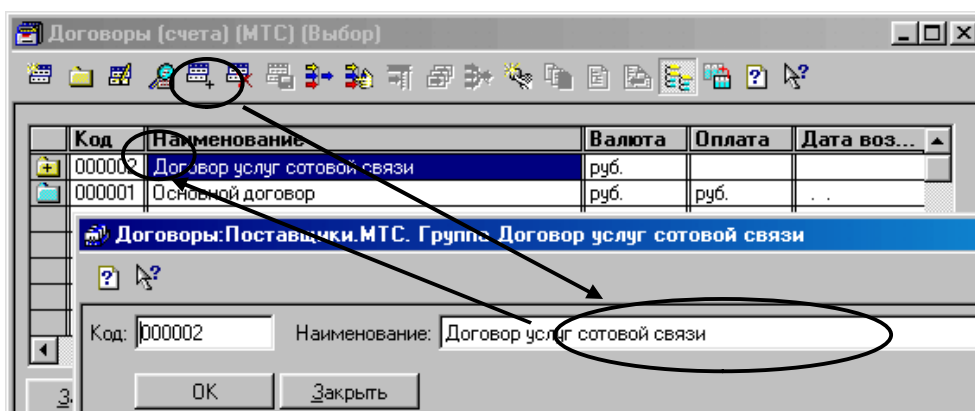 Договоры (счета) (МТС) (Выбор)
Код Наименование Валюта Оплата Дата воз...
000002 Договор услуг сотовой связи руб.
000001 Основной договор руб. руб. . .
Договоры:Поставщики.МТС. Группа Договор услуг сотовой связи
Код: 000002 Наименование: Договор услуг сотовой связи
OK Закрыть